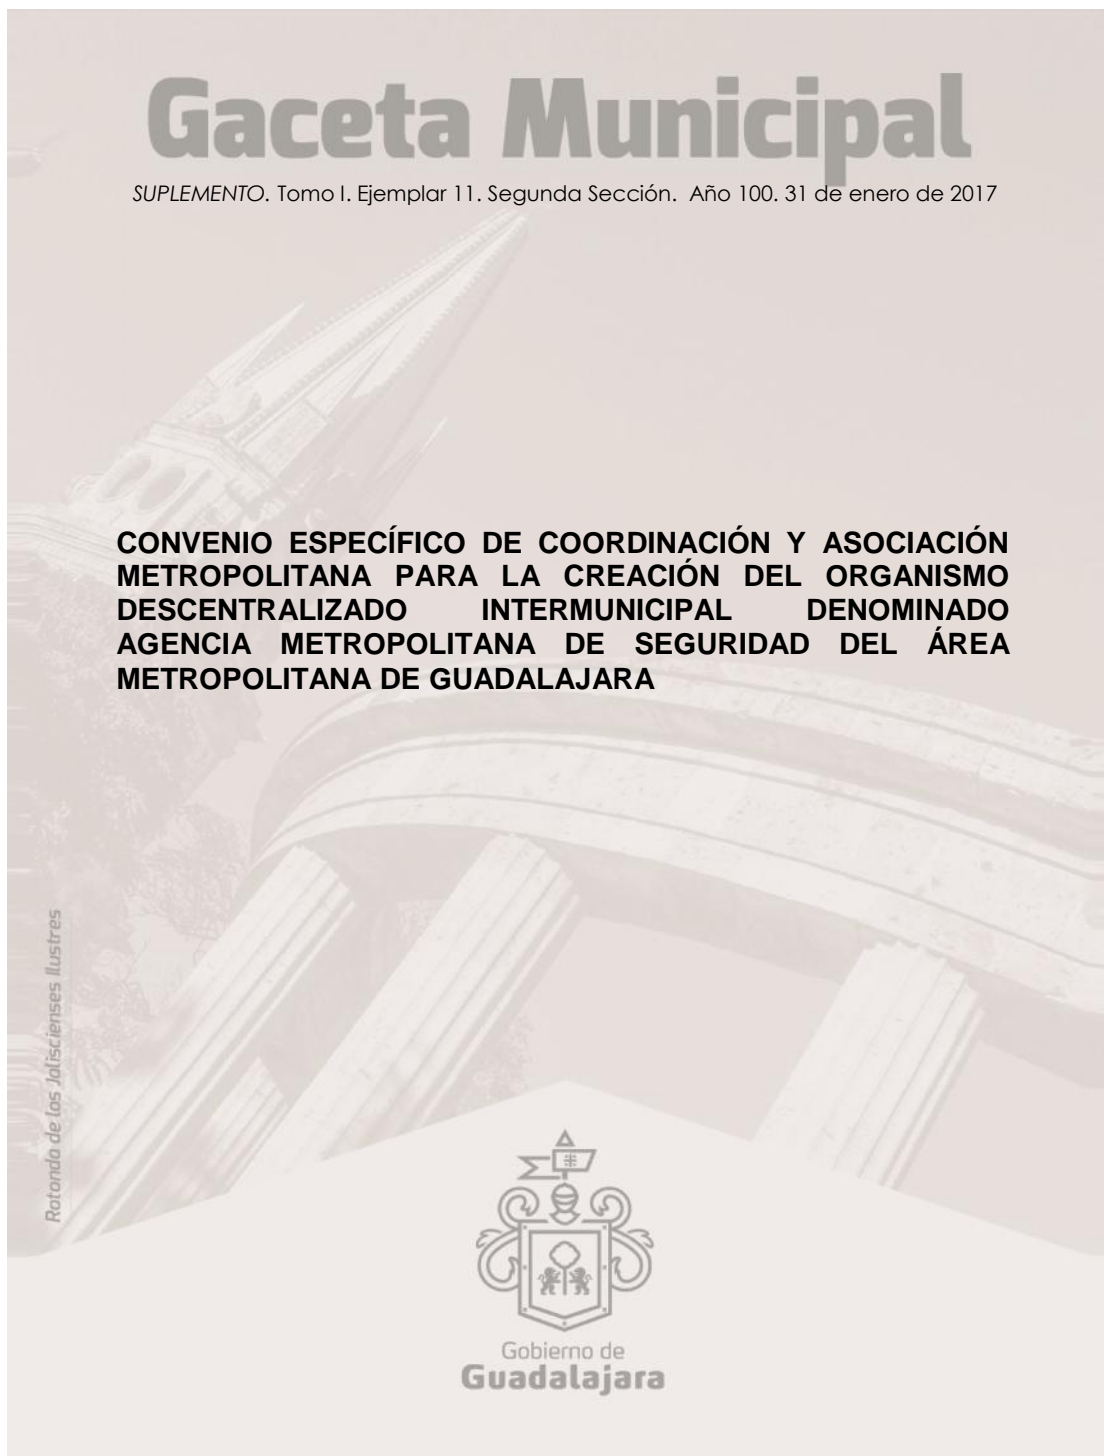 Gaceta Municipal
SUPLEMENTO. Tomo I. Ejemplar 11. Segunda Sección. Año 100. 31 de enero de 2017
CONVENIO ESPECÍFICO DE COORDINACIÓN Y ASOCIACIÓN
METROPOLITANA PARA LA CREACIÓN DEL ORGANISMO
DESCENTRALIZADO INTERMUNICIPAL DENOMINADO
AGENCIA METROPOLITANA DE SEGURIDAD DEL ÁREA
METROPOLITANA DE GUADALAJARA
Rotonda de los Jaliscienses Ilustres
Gobierno de
Guadalajara